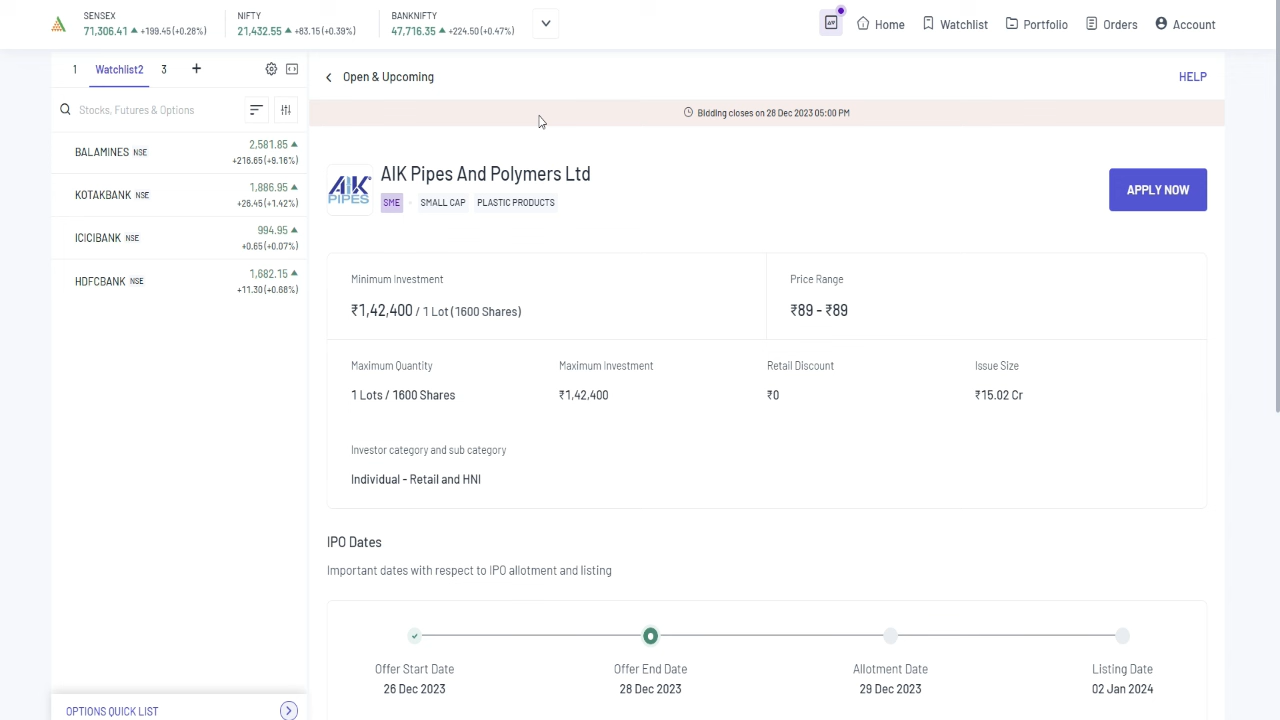 SENSEX
71,306.41 +199.45(+0.28%)
NIFTY
21,432.55 +83.15(+0.39%)
BANKNIFTY
47,716.35 +224.50(+0.47%)
Home
Watchlist
Portfolio
Orders
Account
1 Watchlist2 3 +
Stocks, Futures & Options
BALAMINES NSE
2,581.85
+216.65(+9.16%)
KOTAKBANK NSE
1,886.95
+26.45(+1.42%)
ICICIBANK NSE
994.95
+0.65(+0.07%)
HDFCBANK NSE
1,682.15
+11.30(+0.68%)
OPTIONS QUICK LIST
Open & Upcoming
HELP
Bidding closes on 28 Dec 2023 05:00 PM
AIK PIPES
AIK Pipes And Polymers Ltd
SME SMALL CAP PLASTIC PRODUCTS
APPLY NOW
Minimum Investment
₹1,42,400 / 1 Lot (1600 Shares)
Price Range
₹89 - ₹89
Maximum Quantity
1 Lots / 1600 Shares
Maximum Investment
₹1,42,400
Retail Discount
₹0
Issue Size
₹15.02 Cr
Investor category and sub category
Individual - Retail and HNI
IPO Dates
Important dates with respect to IPO allotment and listing
Offer Start Date
26 Dec 2023
Offer End Date
28 Dec 2023
Allotment Date
29 Dec 2023
Listing Date
02 Jan 2024